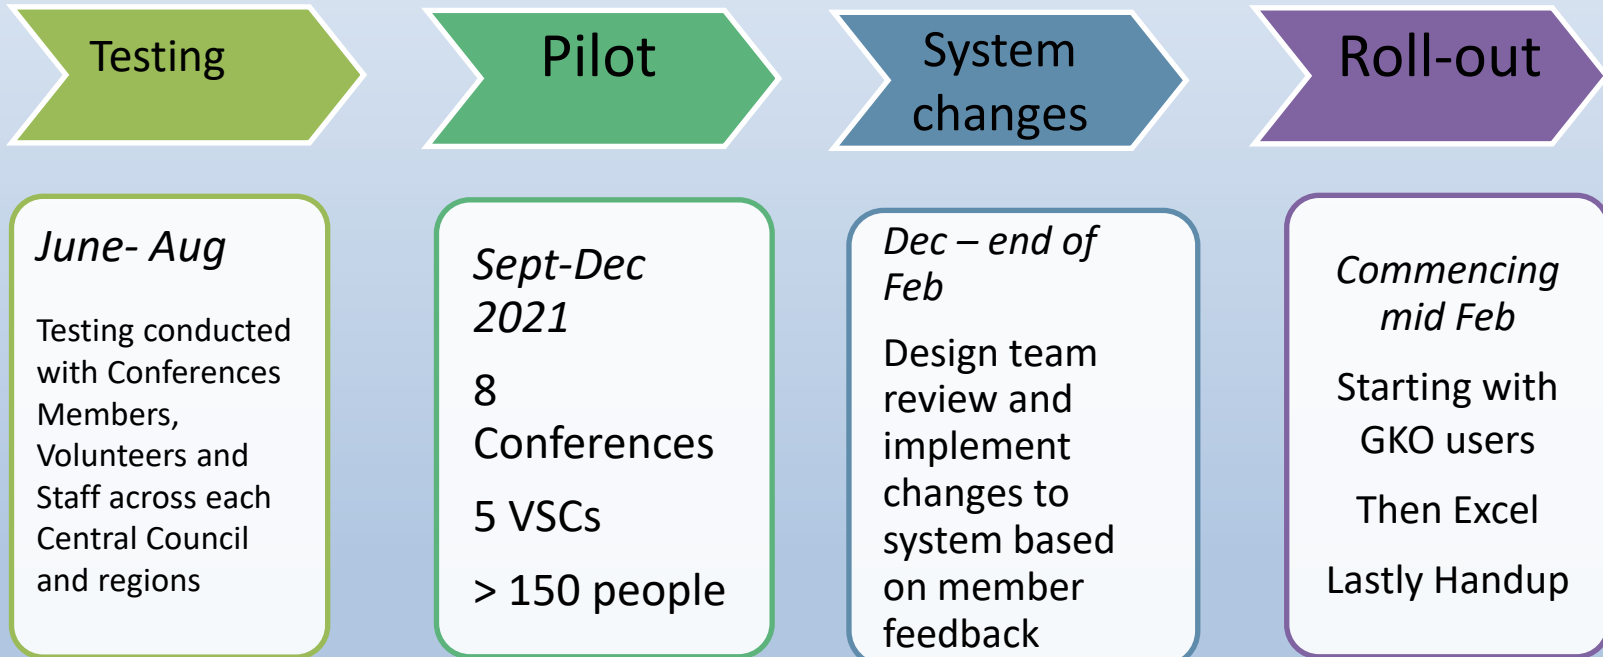 Testing
Pilot
System
changes
Roll-out
June- Aug
Testing conducted
with Conferences
Members,
Volunteers and
Staff across each
Central Council
and regions
Sept-Dec
2021
8
Conferences
5 VSCs
> 150 people
Dec – end of
Feb
Design team
review and
implement
changes to
system based
on member
feedback
Commencing
mid Feb
Starting with
GKO users
Then Excel
Lastly Handup